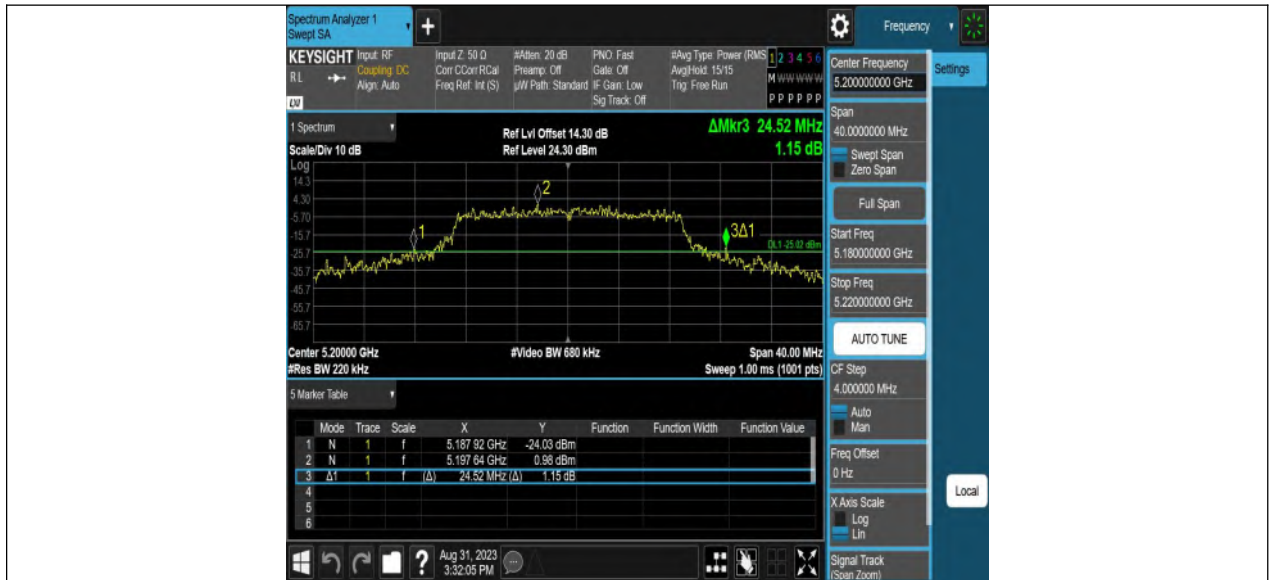 Spectrum Analyzer 1
Swept SA
+
Frequency
KEYSIGHT
RL
LXI
Input: RF
Coupling: DC
Align: Auto
Input Z: 50 Ω
Corr CCorr RCal
Freq Ref: Int (S)
#Atten: 20 dB
Preamp: Off
µW Path: Standard
PNO: Fast
Gate: Off
IF Gain: Low
Sig Track: Off
#Avg Type: Power (RMS
Avg|Hold: 15/15
Trig: Free Run
1 2 3 4 5 6
M W W W W W
P P P P P P
1 Spectrum
Scale/Div 10 dB
Ref Lvl Offset 14.30 dB
Ref Level 24.30 dBm
ΔMkr3 24.52 MHz
1.15 dB
Log
14.3
4.30
-5.70
-15.7
-25.7
-35.7
-45.7
-55.7
-65.7
1
2
3Δ1
DL1 -25.02 dBm
Center 5.20000 GHz
#Res BW 220 kHz
#Video BW 680 kHz
Span 40.00 MHz
Sweep 1.00 ms (1001 pts)
5 Marker Table
Mode Trace Scale X Y Function Function Width Function Value
1 N 1 f 5.187 92 GHz -24.03 dBm
2 N 1 f 5.197 64 GHz 0.98 dBm
3 Δ1 1 f (Δ) 24.52 MHz (Δ) 1.15 dB
4
5
6
?
Aug 31, 2023
3:32:05 PM
Center Frequency
5.200000000 GHz
Settings
Span
40.0000000 MHz
Swept Span
Zero Span
Full Span
Start Freq
5.180000000 GHz
Stop Freq
5.220000000 GHz
AUTO TUNE
CF Step
4.000000 MHz
Auto
Man
Freq Offset
0 Hz
X Axis Scale
Log
Lin
Local
Signal Track
(Span Zoom)